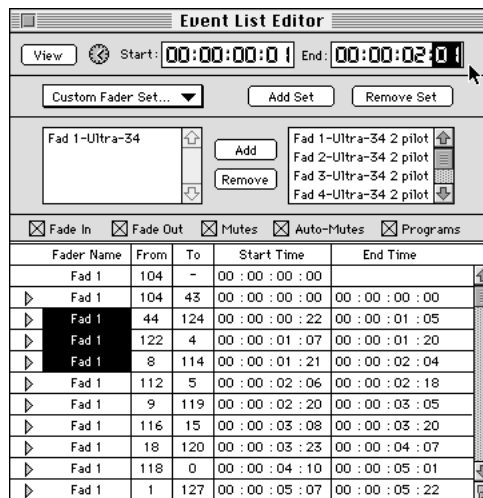 Event List Editor
View Start: 00:00:00:01 End: 00:00:02:01
Custom Fader Set... Add Set Remove Set
Fad 1-Ultra-34
Add
Remove
Fad 1-Ultra-34 2 pilot
Fad 2-Ultra-34 2 pilot
Fad 3-Ultra-34 2 pilot
Fad 4-Ultra-34 2 pilot
Fade In Fade Out Mutes Auto-Mutes Programs
Fader Name From To Start Time End Time
Fad 1 104 - 00 :00 :00 :00
Fad 1 104 43 00 :00 :00 :00 00 :00 :00 :00
Fad 1 44 124 00 :00 :00 :22 00 :00 :01 :05
Fad 1 122 4 00 :00 :01 :07 00 :00 :01 :20
Fad 1 8 114 00 :00 :01 :21 00 :00 :02 :04
Fad 1 112 5 00 :00 :02 :06 00 :00 :02 :18
Fad 1 9 119 00 :00 :02 :20 00 :00 :03 :05
Fad 1 116 15 00 :00 :03 :08 00 :00 :03 :20
Fad 1 18 120 00 :00 :03 :23 00 :00 :04 :07
Fad 1 118 0 00 :00 :04 :10 00 :00 :05 :01
Fad 1 1 127 00 :00 :05 :07 00 :00 :05 :22